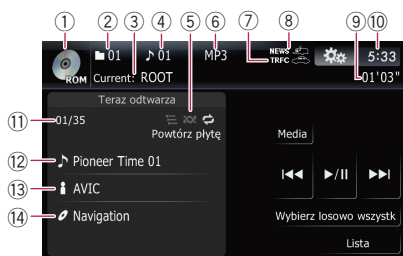 ① ② ③ ④ ⑤ ⑥ ⑦ ⑧ ⑨ ⑩
ROM
01
01
MP3
NEWS
TRFC
5:33
Current: ROOT
01'03"
Teraz odtwarza
⑪ 01/35
Powtórz płytę
Media
⑫ Pioneer Time 01
⑬ AVIC
⑭ Navigation
Wybierz losowo wszystk
Lista